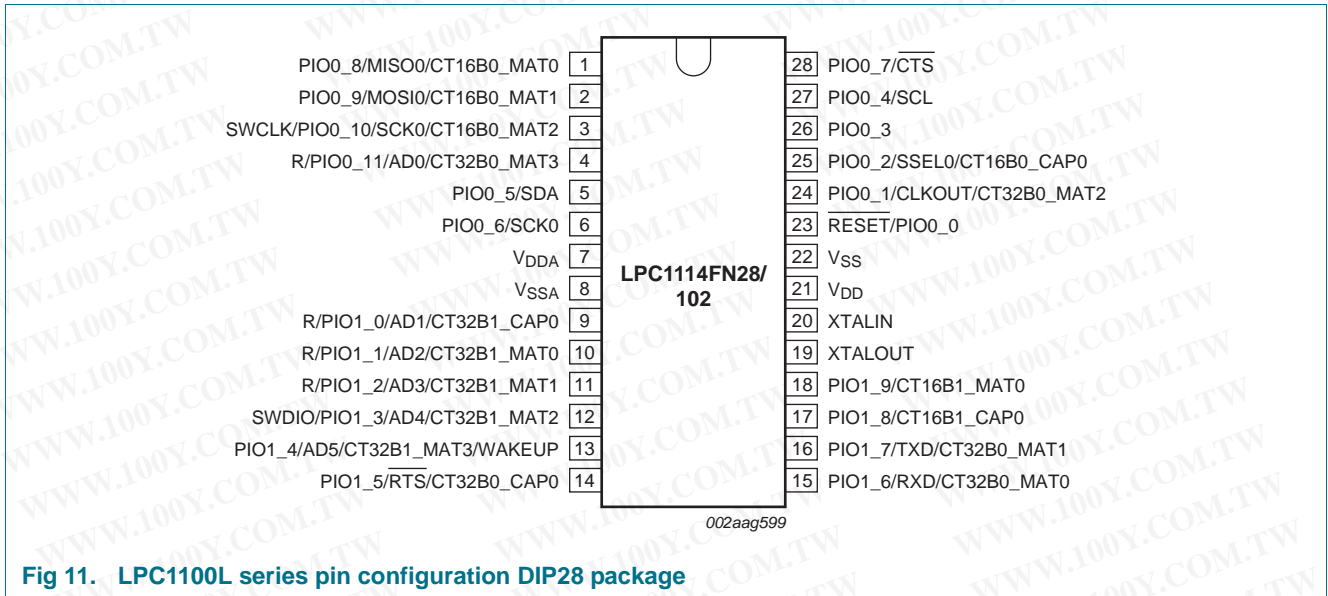 PIO0_8/MISO0/CT16B0_MAT0 1
PIO0_9/MOSI0/CT16B0_MAT1 2
SWCLK/PIO0_10/SCK0/CT16B0_MAT2 3
R/PIO0_11/AD0/CT32B0_MAT3 4
PIO0_5/SDA 5
PIO0_6/SCK0 6
VDDA 7
VSSA 8
R/PIO1_0/AD1/CT32B1_CAP0 9
R/PIO1_1/AD2/CT32B1_MAT0 10
R/PIO1_2/AD3/CT32B1_MAT1 11
SWDIO/PIO1_3/AD4/CT32B1_MAT2 12
PIO1_4/AD5/CT32B1_MAT3/WAKEUP 13
PIO1_5/RTS/CT32B0_CAP0 14
LPC1114FN28/
102
28 PIO0_7/CTS
27 PIO0_4/SCL
26 PIO0_3
25 PIO0_2/SSEL0/CT16B0_CAP0
24 PIO0_1/CLKOUT/CT32B0_MAT2
23 RESET/PIO0_0
22 VSS
21 VDD
20 XTALIN
19 XTALOUT
18 PIO1_9/CT16B1_MAT0
17 PIO1_8/CT16B1_CAP0
16 PIO1_7/TXD/CT32B0_MAT1
15 PIO1_6/RXD/CT32B0_MAT0
002aag599
Fig 11. LPC1100L series pin configuration DIP28 package
WWW.100Y.COM.TW